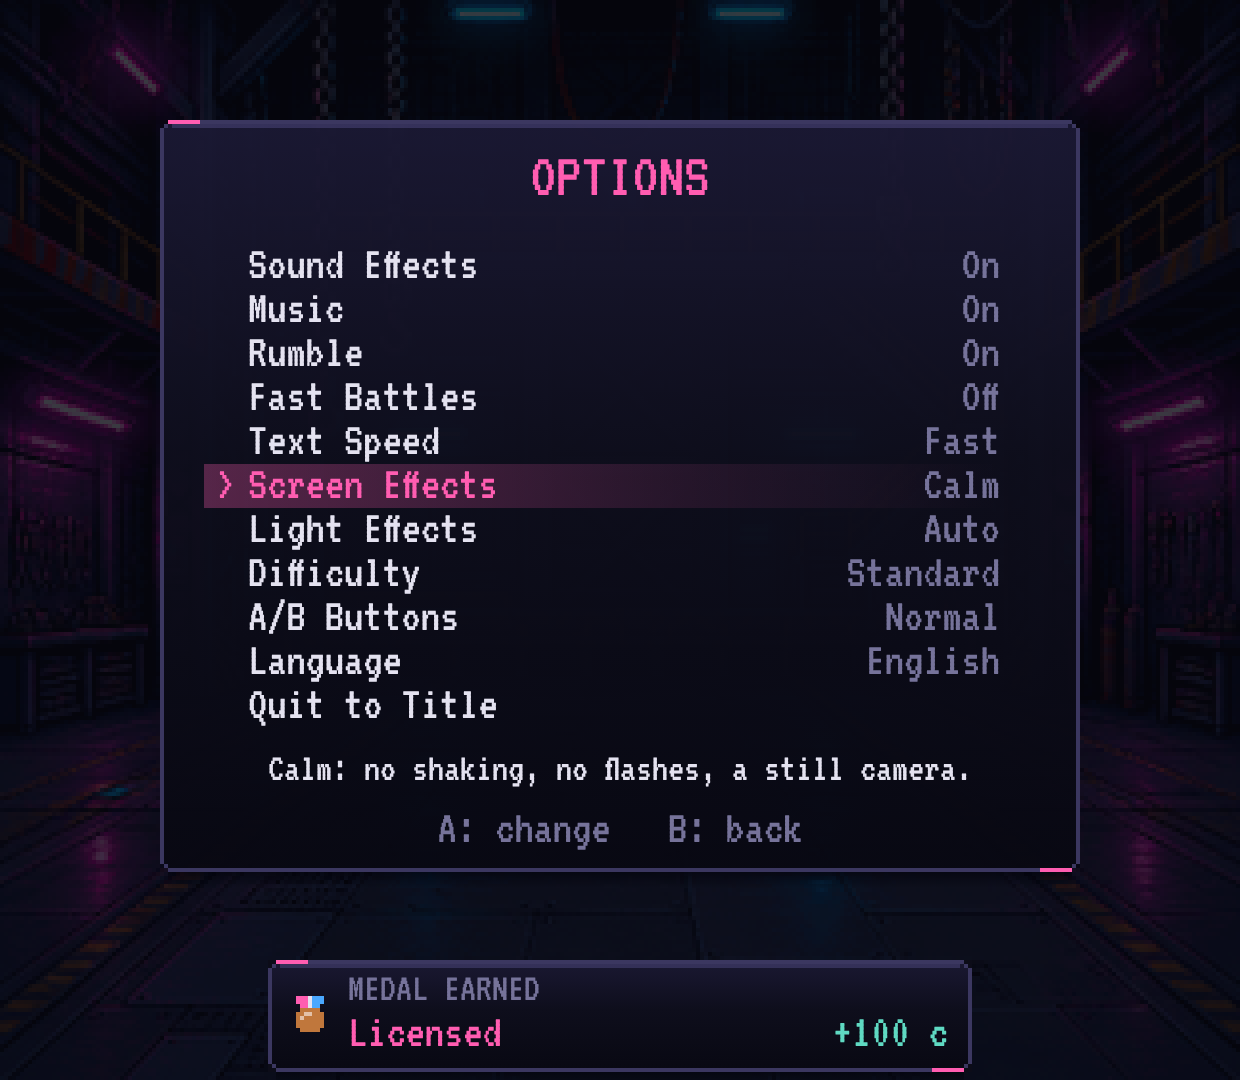 OPTIONS
Sound Effects On
Music On
Rumble On
Fast Battles Off
Text Speed Fast
> Screen Effects Calm
Light Effects Auto
Difficulty Standard
A/B Buttons Normal
Language English
Quit to Title
Calm: no shaking, no flashes, a still camera.
A: change B: back
MEDAL EARNED
Licensed +100 c